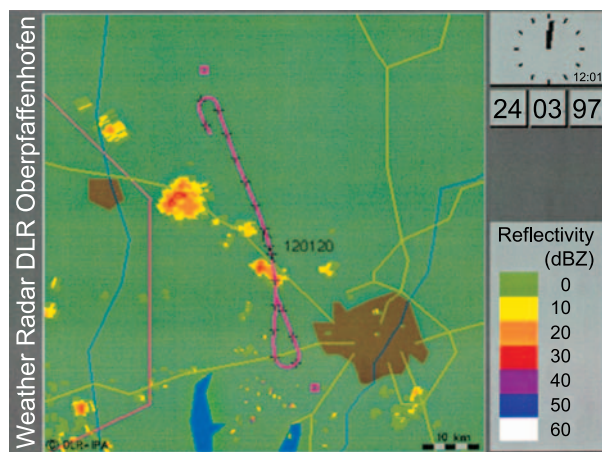 Weather Radar DLR Oberpfaffenhofen
12:01
24 03 97
120120
Reflectivity
(dBZ)
0
10
20
30
40
50
60
(C) DLR-IPA
10 km